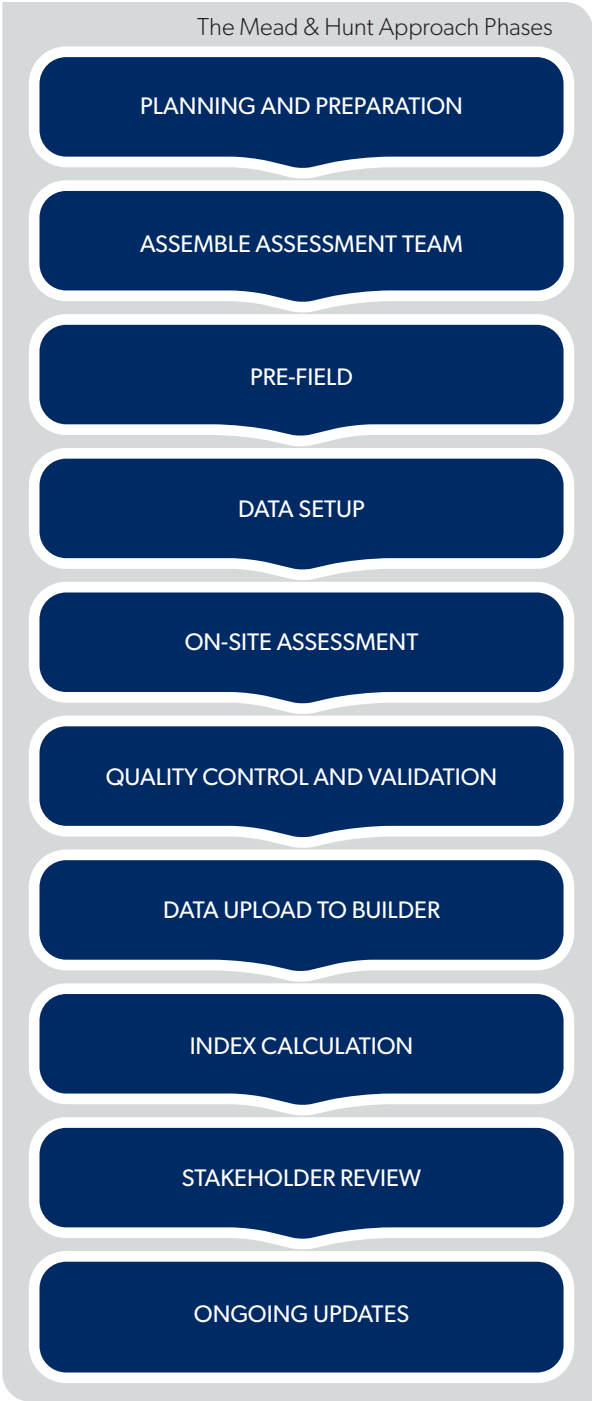 The Mead & Hunt Approach Phases
PLANNING AND PREPARATION
ASSEMBLE ASSESSMENT TEAM
PRE-FIELD
DATA SETUP
ON-SITE ASSESSMENT
QUALITY CONTROL AND VALIDATION
DATA UPLOAD TO BUILDER
INDEX CALCULATION
STAKEHOLDER REVIEW
ONGOING UPDATES